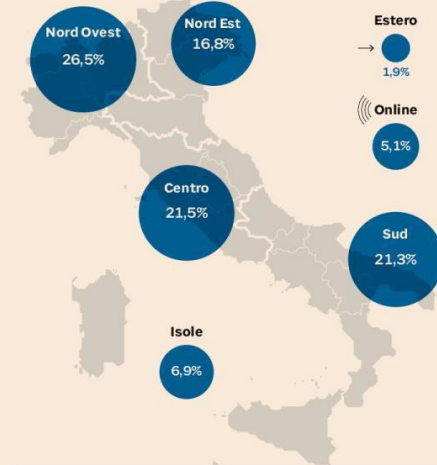 Nord Ovest
26,5%
Nord Est
16,8%
Estero
1,9%
Online
5,1%
Centro
21,5%
Sud
21,3%
Isole
6,9%